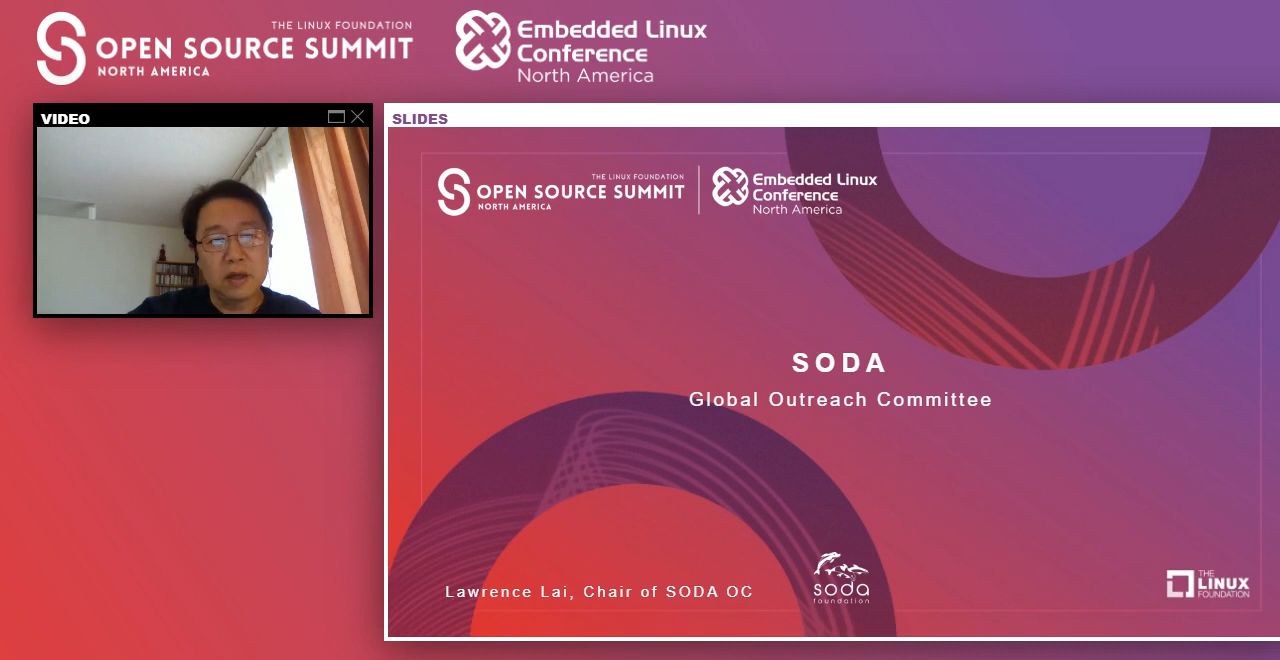 THE LINUX FOUNDATION
OPEN SOURCE SUMMIT
NORTH AMERICA
Embedded Linux
Conference
North America
VIDEO
SLIDES
THE LINUX FOUNDATION
OPEN SOURCE SUMMIT
NORTH AMERICA
Embedded Linux
Conference
North America
SODA
Global Outreach Committee
Lawrence Lai, Chair of SODA OC
soda
foundation
THE
LINUX
FOUNDATION